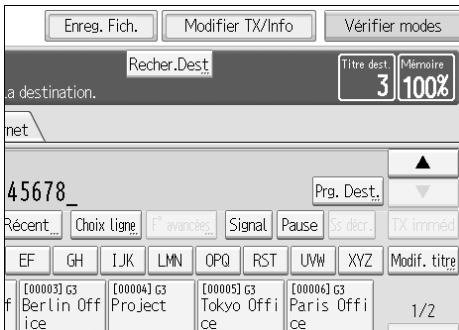 Enreg. Fich. Modifier TX/Info Vérifier modes
Recher.Dest. Titre dest. Mémoire
a destination. 3 100%
net
▲
45678_ Prg. Dest. ▼
Récent Choix ligne F° avancées Signal Pause Ss décr. TX imméd
EF GH IJK LMN OPQ RST UVW XYZ Modif. titre
[00003] G3 [00004] G3 [00005] G3 [00006] G3
f Berlin Off Project Tokyo Offi Paris Offi 1/2
ice ce ce